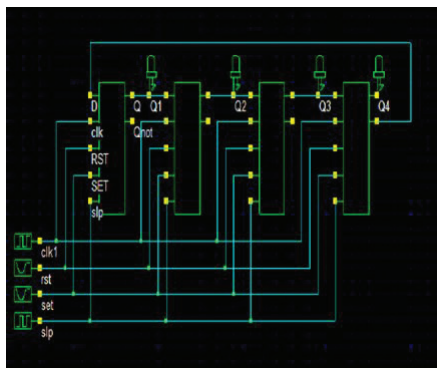 D Q Q1 Q2 Q3 Q4
clk Qnot
RST
SET
slp
clk1
rst
set
slp